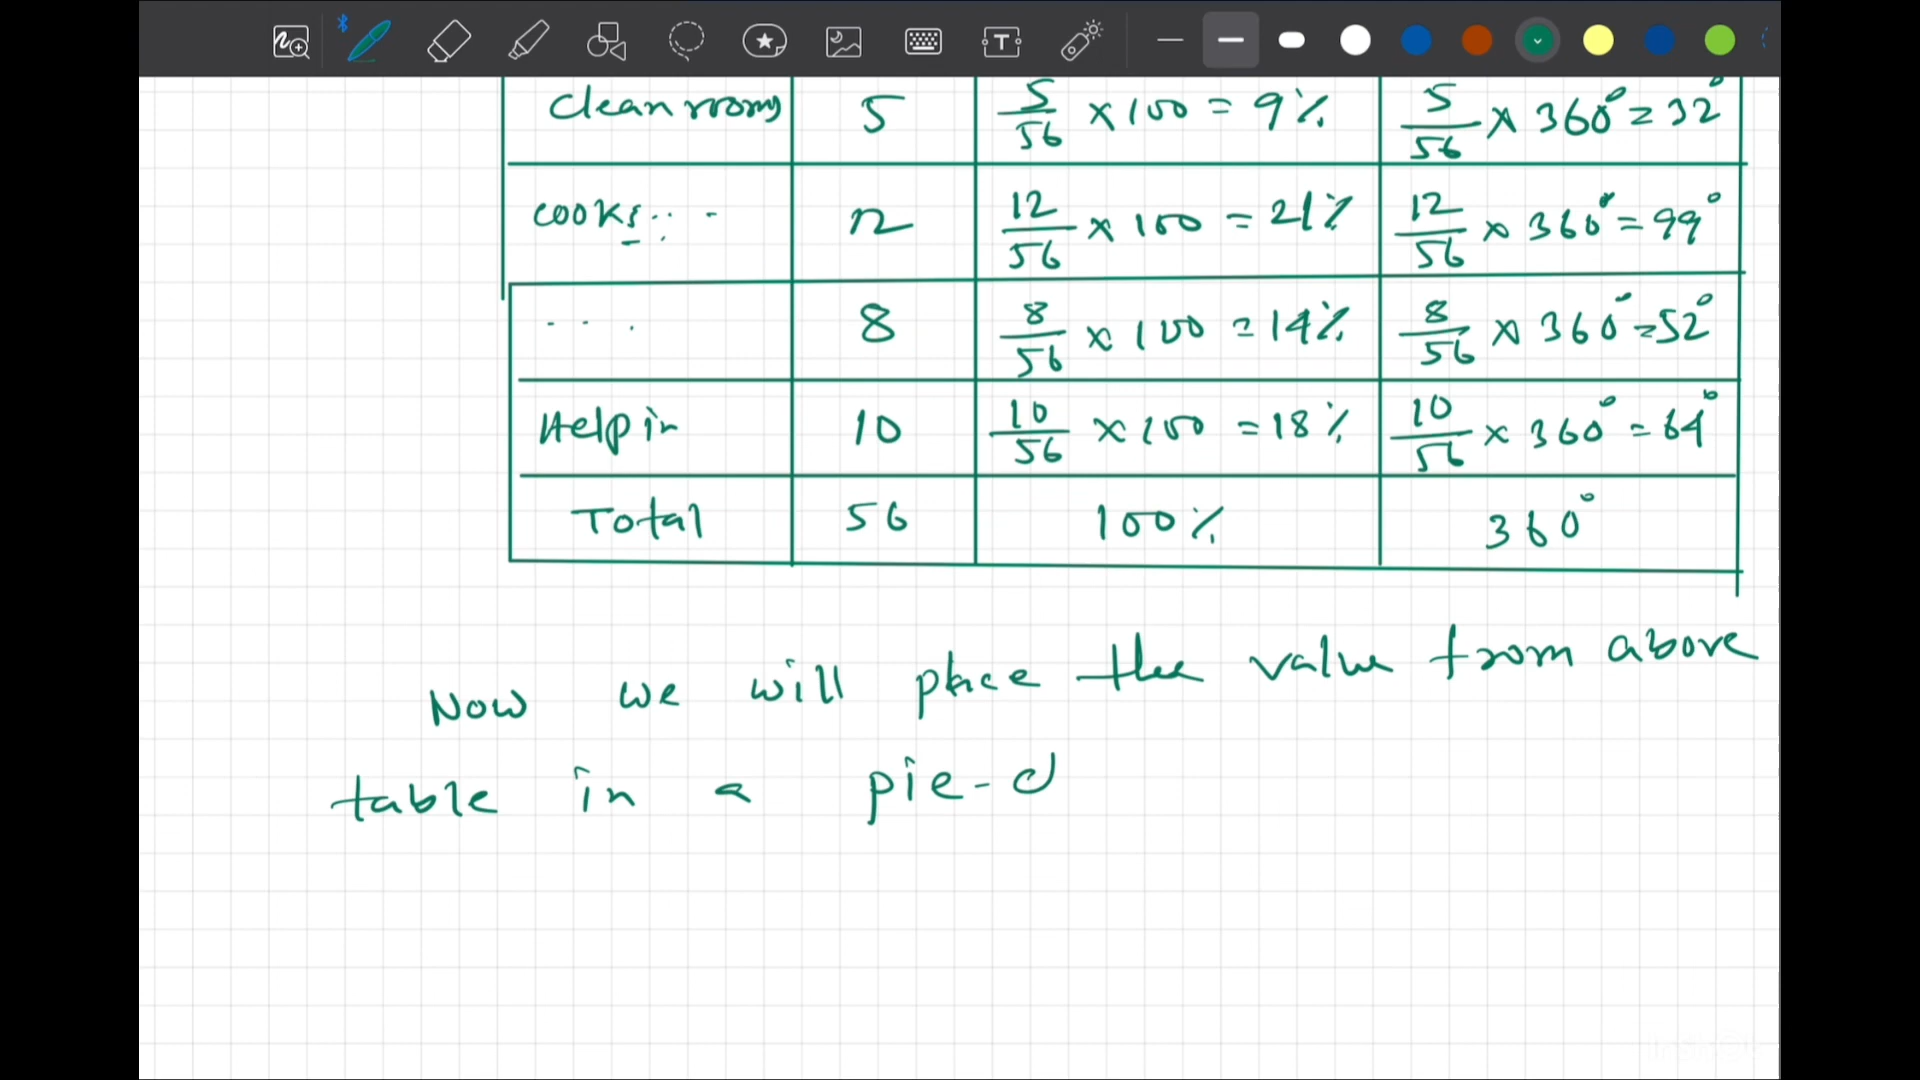 clean rooms 5 5/56 × 100 = 9% 5/56 × 360° = 32°
cooks... - 12 12/56 × 100 = 21% 12/56 × 360° = 99°
- - . 8 8/56 × 100 = 14% 8/56 × 360° = 52°
Help in 10 10/56 × 100 = 18% 10/56 × 360° = 64°
Total 56 100% 360°
Now we will place the value from above
table in a pie-d